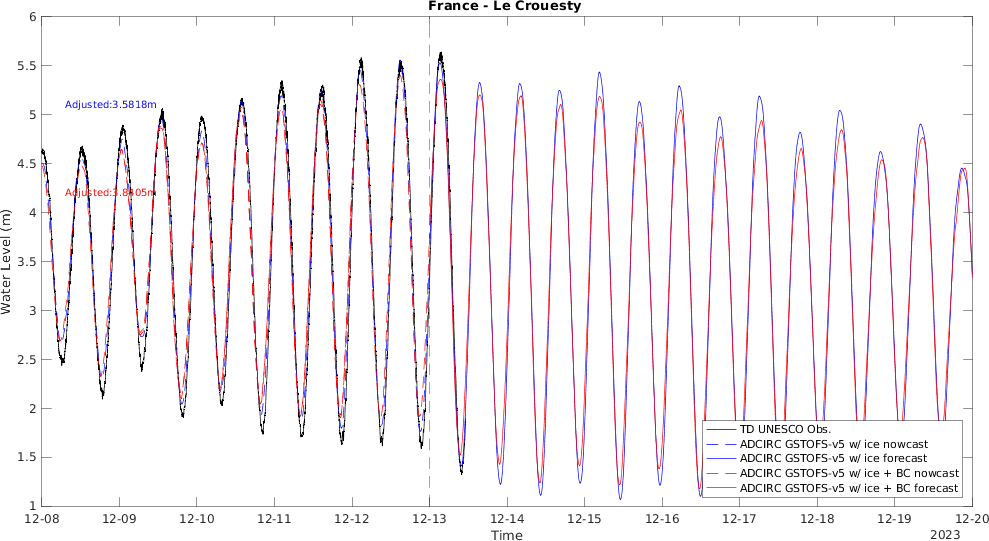 France - Le Crouesty
6
5.5
5
4.5
4
3.5
3
2.5
2
1.5
1
Water Level (m)
Adjusted:3.5818m
Adjusted:3.8305m
TD UNESCO Obs.
ADCIRC GSTOFS-v5 w/ ice nowcast
ADCIRC GSTOFS-v5 w/ ice forecast
ADCIRC GSTOFS-v5 w/ ice + BC nowcast
ADCIRC GSTOFS-v5 w/ ice + BC forecast
12-08 12-09 12-10 12-11 12-12 12-13 12-14 12-15 12-16 12-17 12-18 12-19 12-20
Time
2023